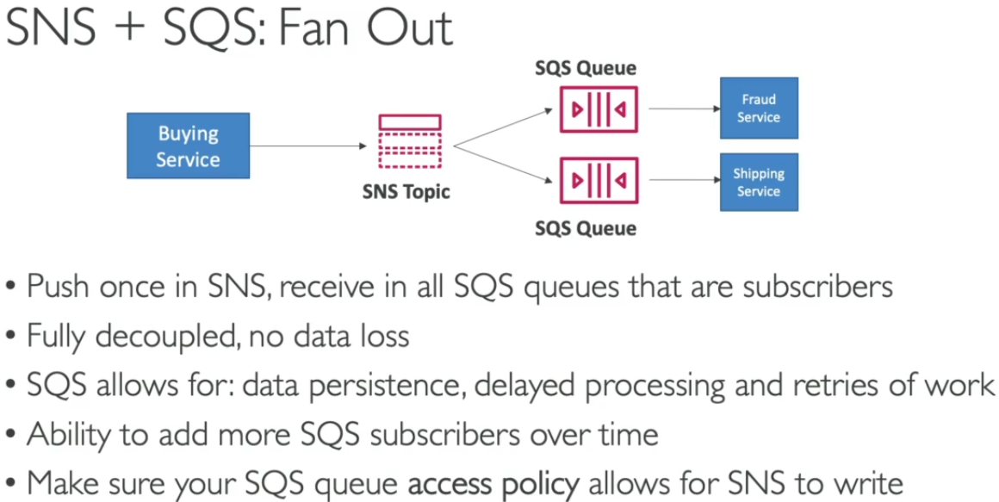 SNS + SQS: Fan Out
SQS Queue
Fraud
Service
Buying
Service
SNS Topic
Shipping
Service
SQS Queue
• Push once in SNS, receive in all SQS queues that are subscribers
• Fully decoupled, no data loss
• SQS allows for: data persistence, delayed processing and retries of work
• Ability to add more SQS subscribers over time
• Make sure your SQS queue access policy allows for SNS to write